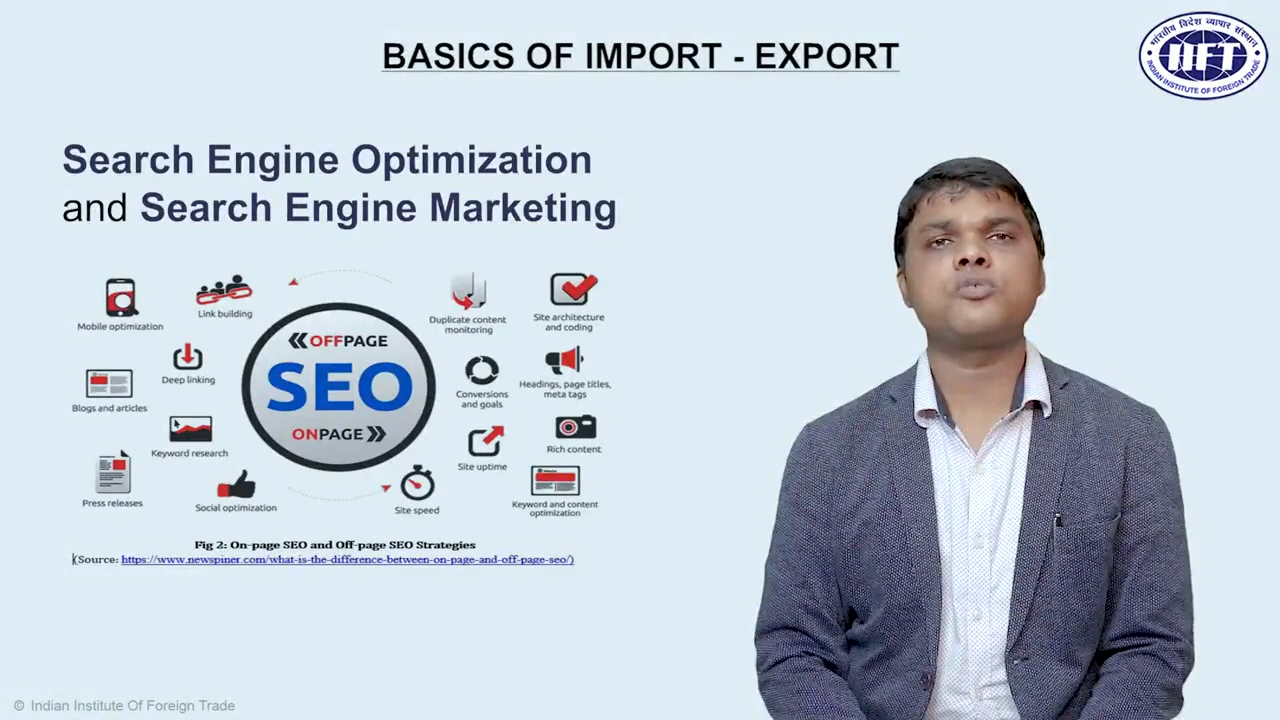 BASICS OF IMPORT - EXPORT
भारतीय विदेश व्यापार संस्थान
IIFT
INDIAN INSTITUTE OF FOREIGN TRADE
Search Engine Optimization
and Search Engine Marketing
Mobile optimization
Link building
Deep linking
Blogs and articles
Keyword research
Press releases
Social optimization
OFFPAGE
SEO
ONPAGE
Duplicate content
monitoring
Site architecture
and coding
Conversions
and goals
Headings, page titles,
meta tags
Site uptime
Rich content
Site speed
Keyword and content
optimization
Fig 2: On-page SEO and Off-page SEO Strategies
(Source: https://www.newspiner.com/what-is-the-difference-between-on-page-and-off-page-seo/)
© Indian Institute Of Foreign Trade